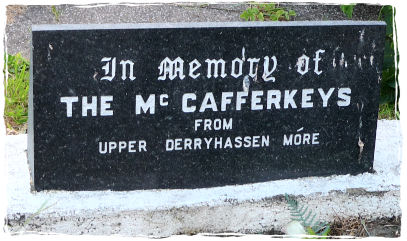 In Memory of
THE Mc CAFFERKEYS
FROM
UPPER DERRYHASSEN MÓRE